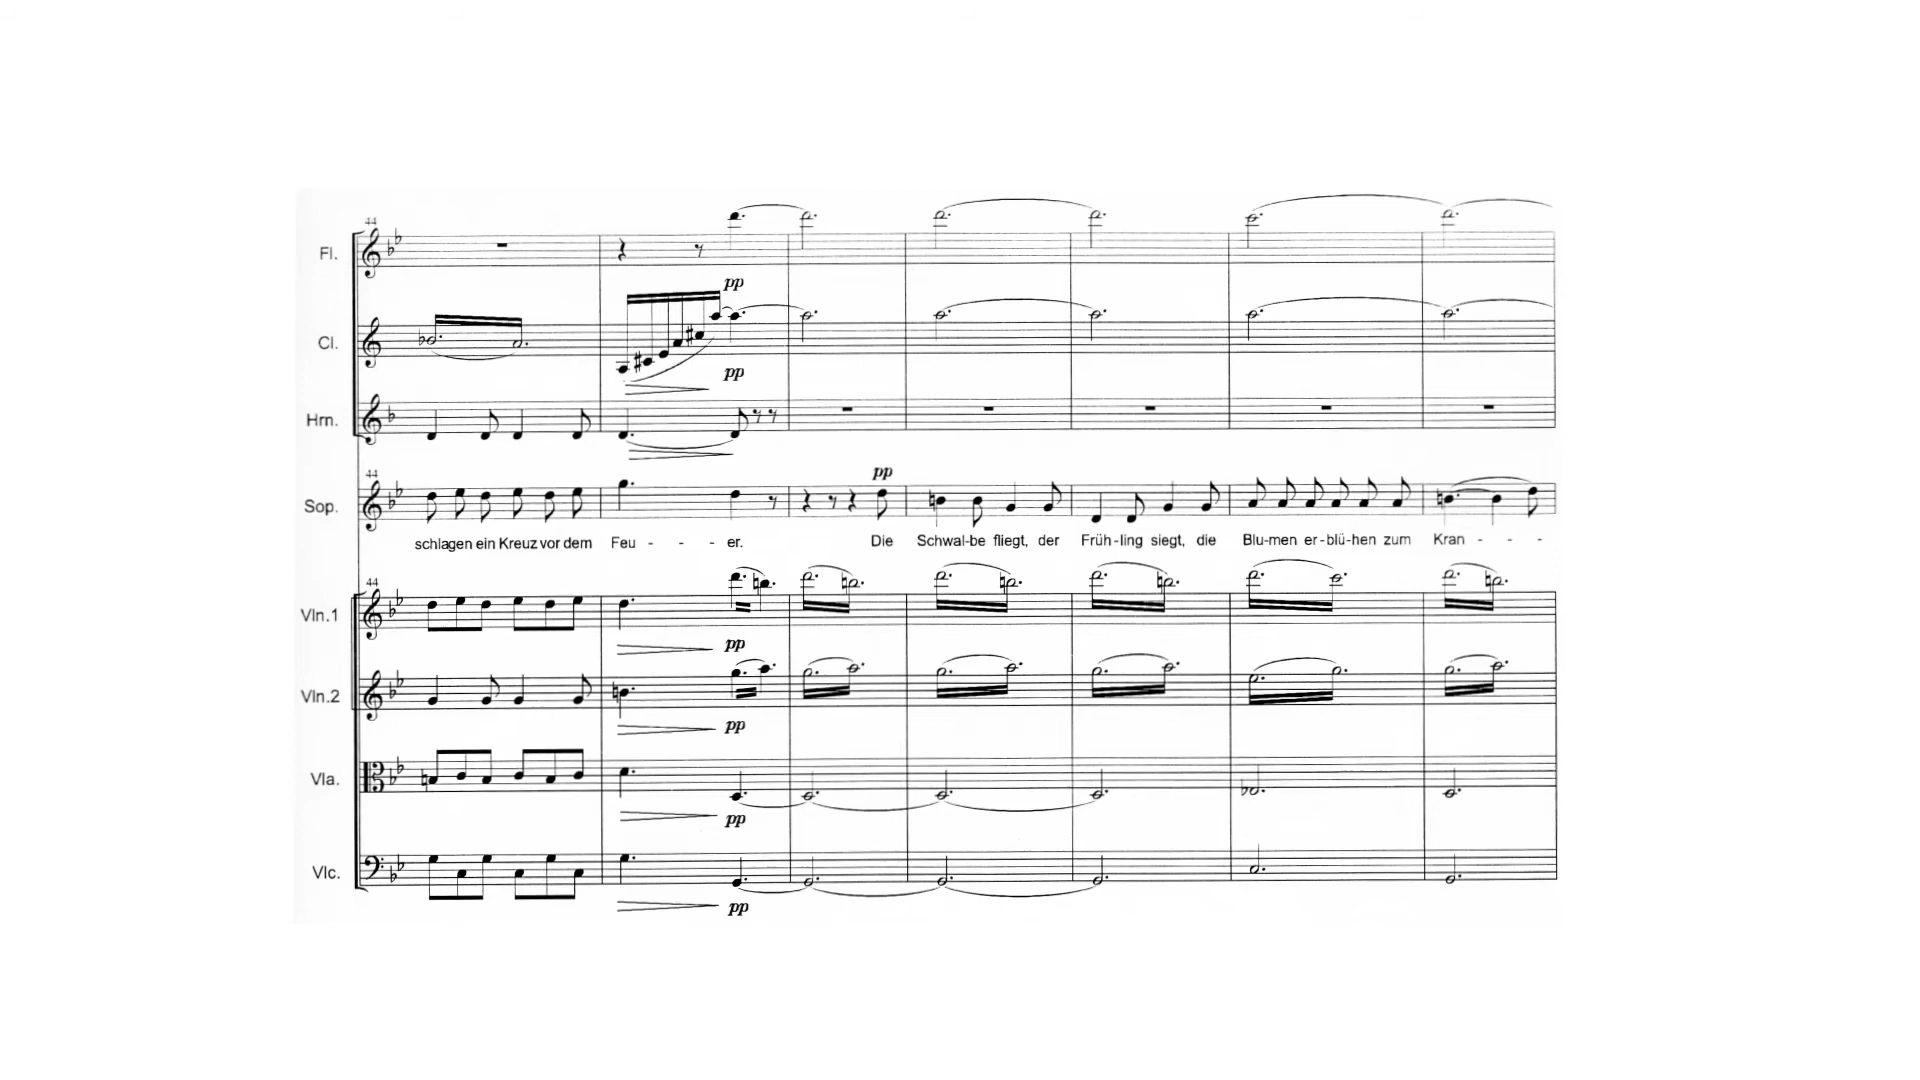 44
Fl.
pp
Cl.
pp
Hrn.
44
pp
Sop.
schlagen ein Kreuz vor dem Feu - - - er. Die Schwal-be fliegt, der Früh-ling siegt, die Blu-men er-blü-hen zum Kran - - -
44
Vln.1
pp
Vln.2
pp
Vla.
pp
Vlc.
pp